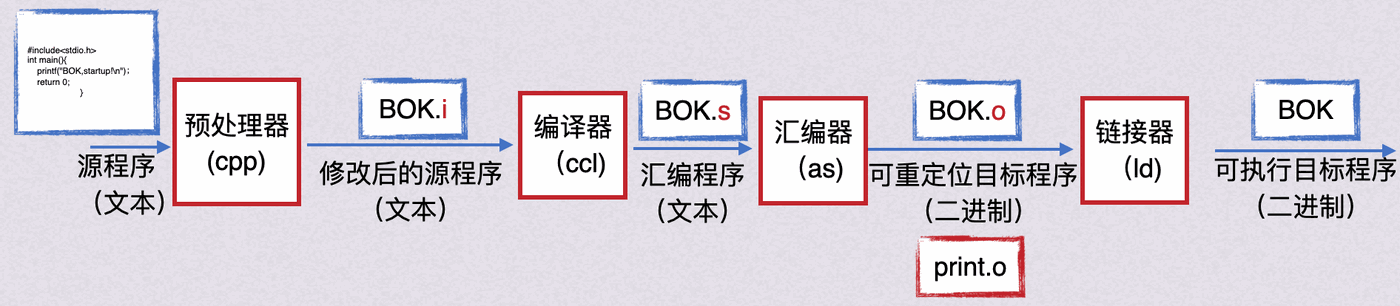 #include<stdio.h>
int main(){
printf("BOK,startup!\n");
return 0;
}
源程序
(文本)
预处理器
(cpp)
BOK.i
修改后的源程序
(文本)
编译器
(ccl)
BOK.s
汇编程序
(文本)
汇编器
(as)
BOK.o
可重定位目标程序
(二进制)
print.o
链接器
(ld)
BOK
可执行目标程序
(二进制)